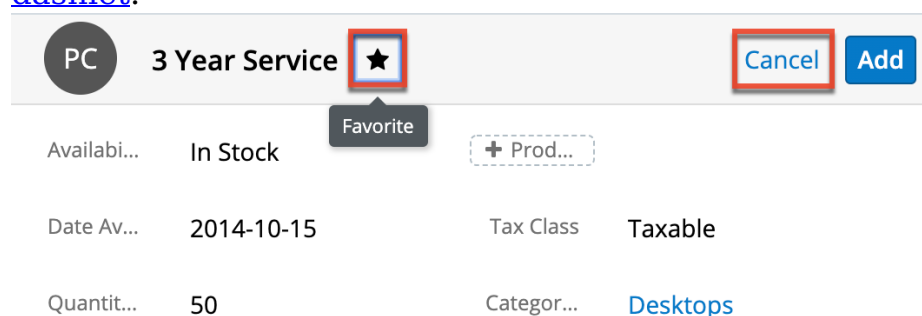 PC 3 Year Service Cancel Add
Favorite
Availabi... In Stock + Prod...
Date Av... 2014-10-15 Tax Class Taxable
Quantit... 50 Categor... Desktops